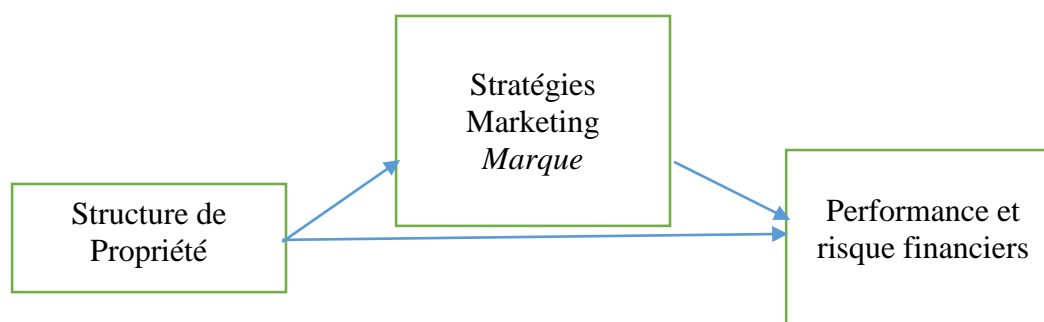 Stratégies
Marketing
Marque
Structure de
Propriété
Performance et
risque financiers